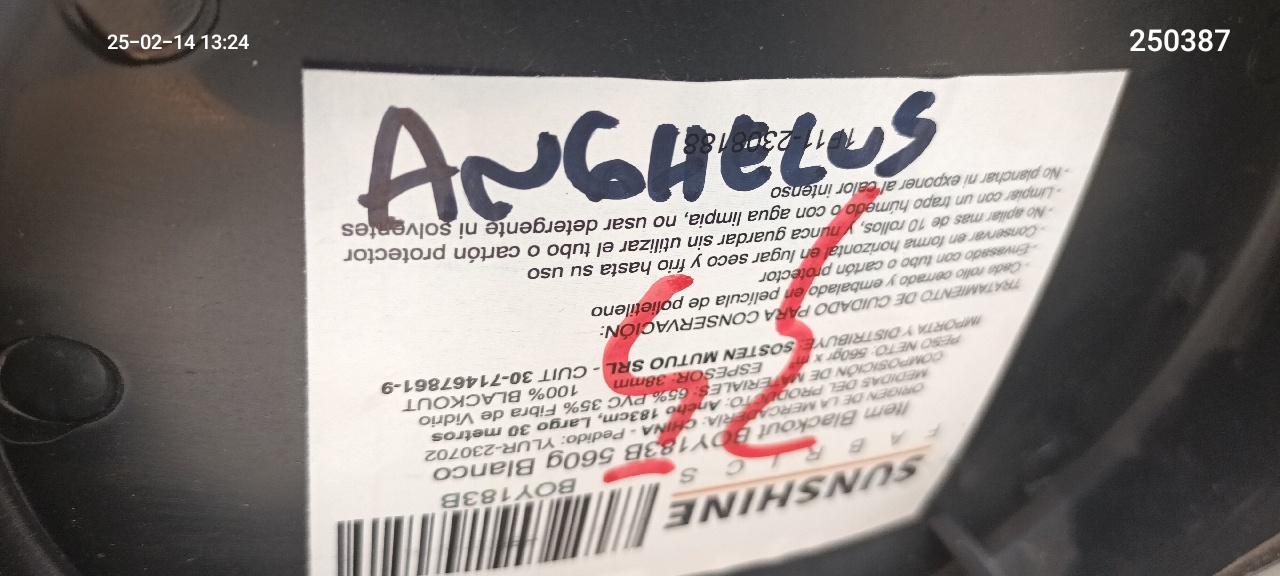 25-02-14 13:24
250387
ANGHELUS
SUNSHINE
F A B R I C S
BOY183B
Item Blackout BOY183B 560g Blanco
ORIGEN DE LA MERCADERÍA: CHINA - Pedido: YLUR-230702
MEDIDAS DEL PRODUCTO: Ancho 183cm, Largo 30 metros
COMPOSICIÓN DE MATERIALES: 65% PVC 35% Fibra de Vidrio
PESO NETO: 560gr x ESPESOR: 38mm 100% BLACKOUT
IMPORTA Y DISTRIBUYE: SOSTEN MUTUO SRL - CUIT 30-71467861-9
TRATAMIENTO DE CUIDADO PARA CONSERVACIÓN:
- Cada rollo cerrado y embalado en película de polietileno
- Envasado con tubo o cartón protector
- Conservar en forma horizontal en lugar seco y frio hasta su uso
- No apilar mas de 10 rollos, y nunca guardar sin utilizar el tubo o cartón protector
- Limpiar con un trapo húmedo o con agua limpia, no usar detergente ni solventes
- No planchar ni exponer al calor intenso
1F11-2308188